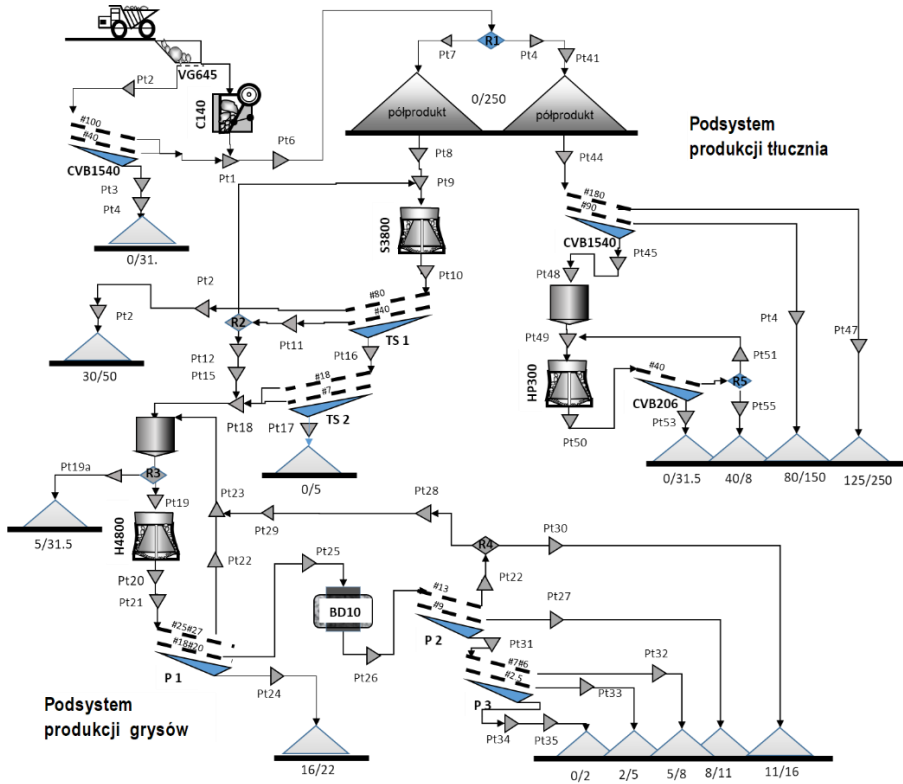 VG645
Pt2
#100
#40
CVB1540
C140
Pt1
Pt6
Pt3
Pt4
0/31.
R1
Pt7
Pt4
Pt41
0/250
półprodukt
półprodukt
Podsystem
produkcji tłucznia
Pt8
Pt9
S3800
Pt10
#80
#40
TS 1
Pt2
Pt2
30/50
R2
Pt11
Pt12
Pt15
Pt16
#18
#7
TS 2
Pt18
Pt17
0/5
Pt44
#180
#90
CVB1540
Pt45
Pt48
Pt49
HP300
Pt50
#40
CVB206
Pt53
Pt51
R5
Pt55
Pt4
Pt47
0/31.5
40/8
80/150
125/250
R3
Pt19a
5/31.5
Pt19
H4800
Pt20
Pt21
Pt23
Pt22
#25#27
#18#20
P 1
Pt24
16/22
Pt25
BD10
Pt26
Pt28
Pt29
R4
Pt30
Pt22
#13
#9
P 2
Pt27
Pt31
#7#6
#2.5
P 3
Pt32
Pt33
Pt34
Pt35
0/2
2/5
5/8
8/11
11/16
Podsystem
produkcji grysów